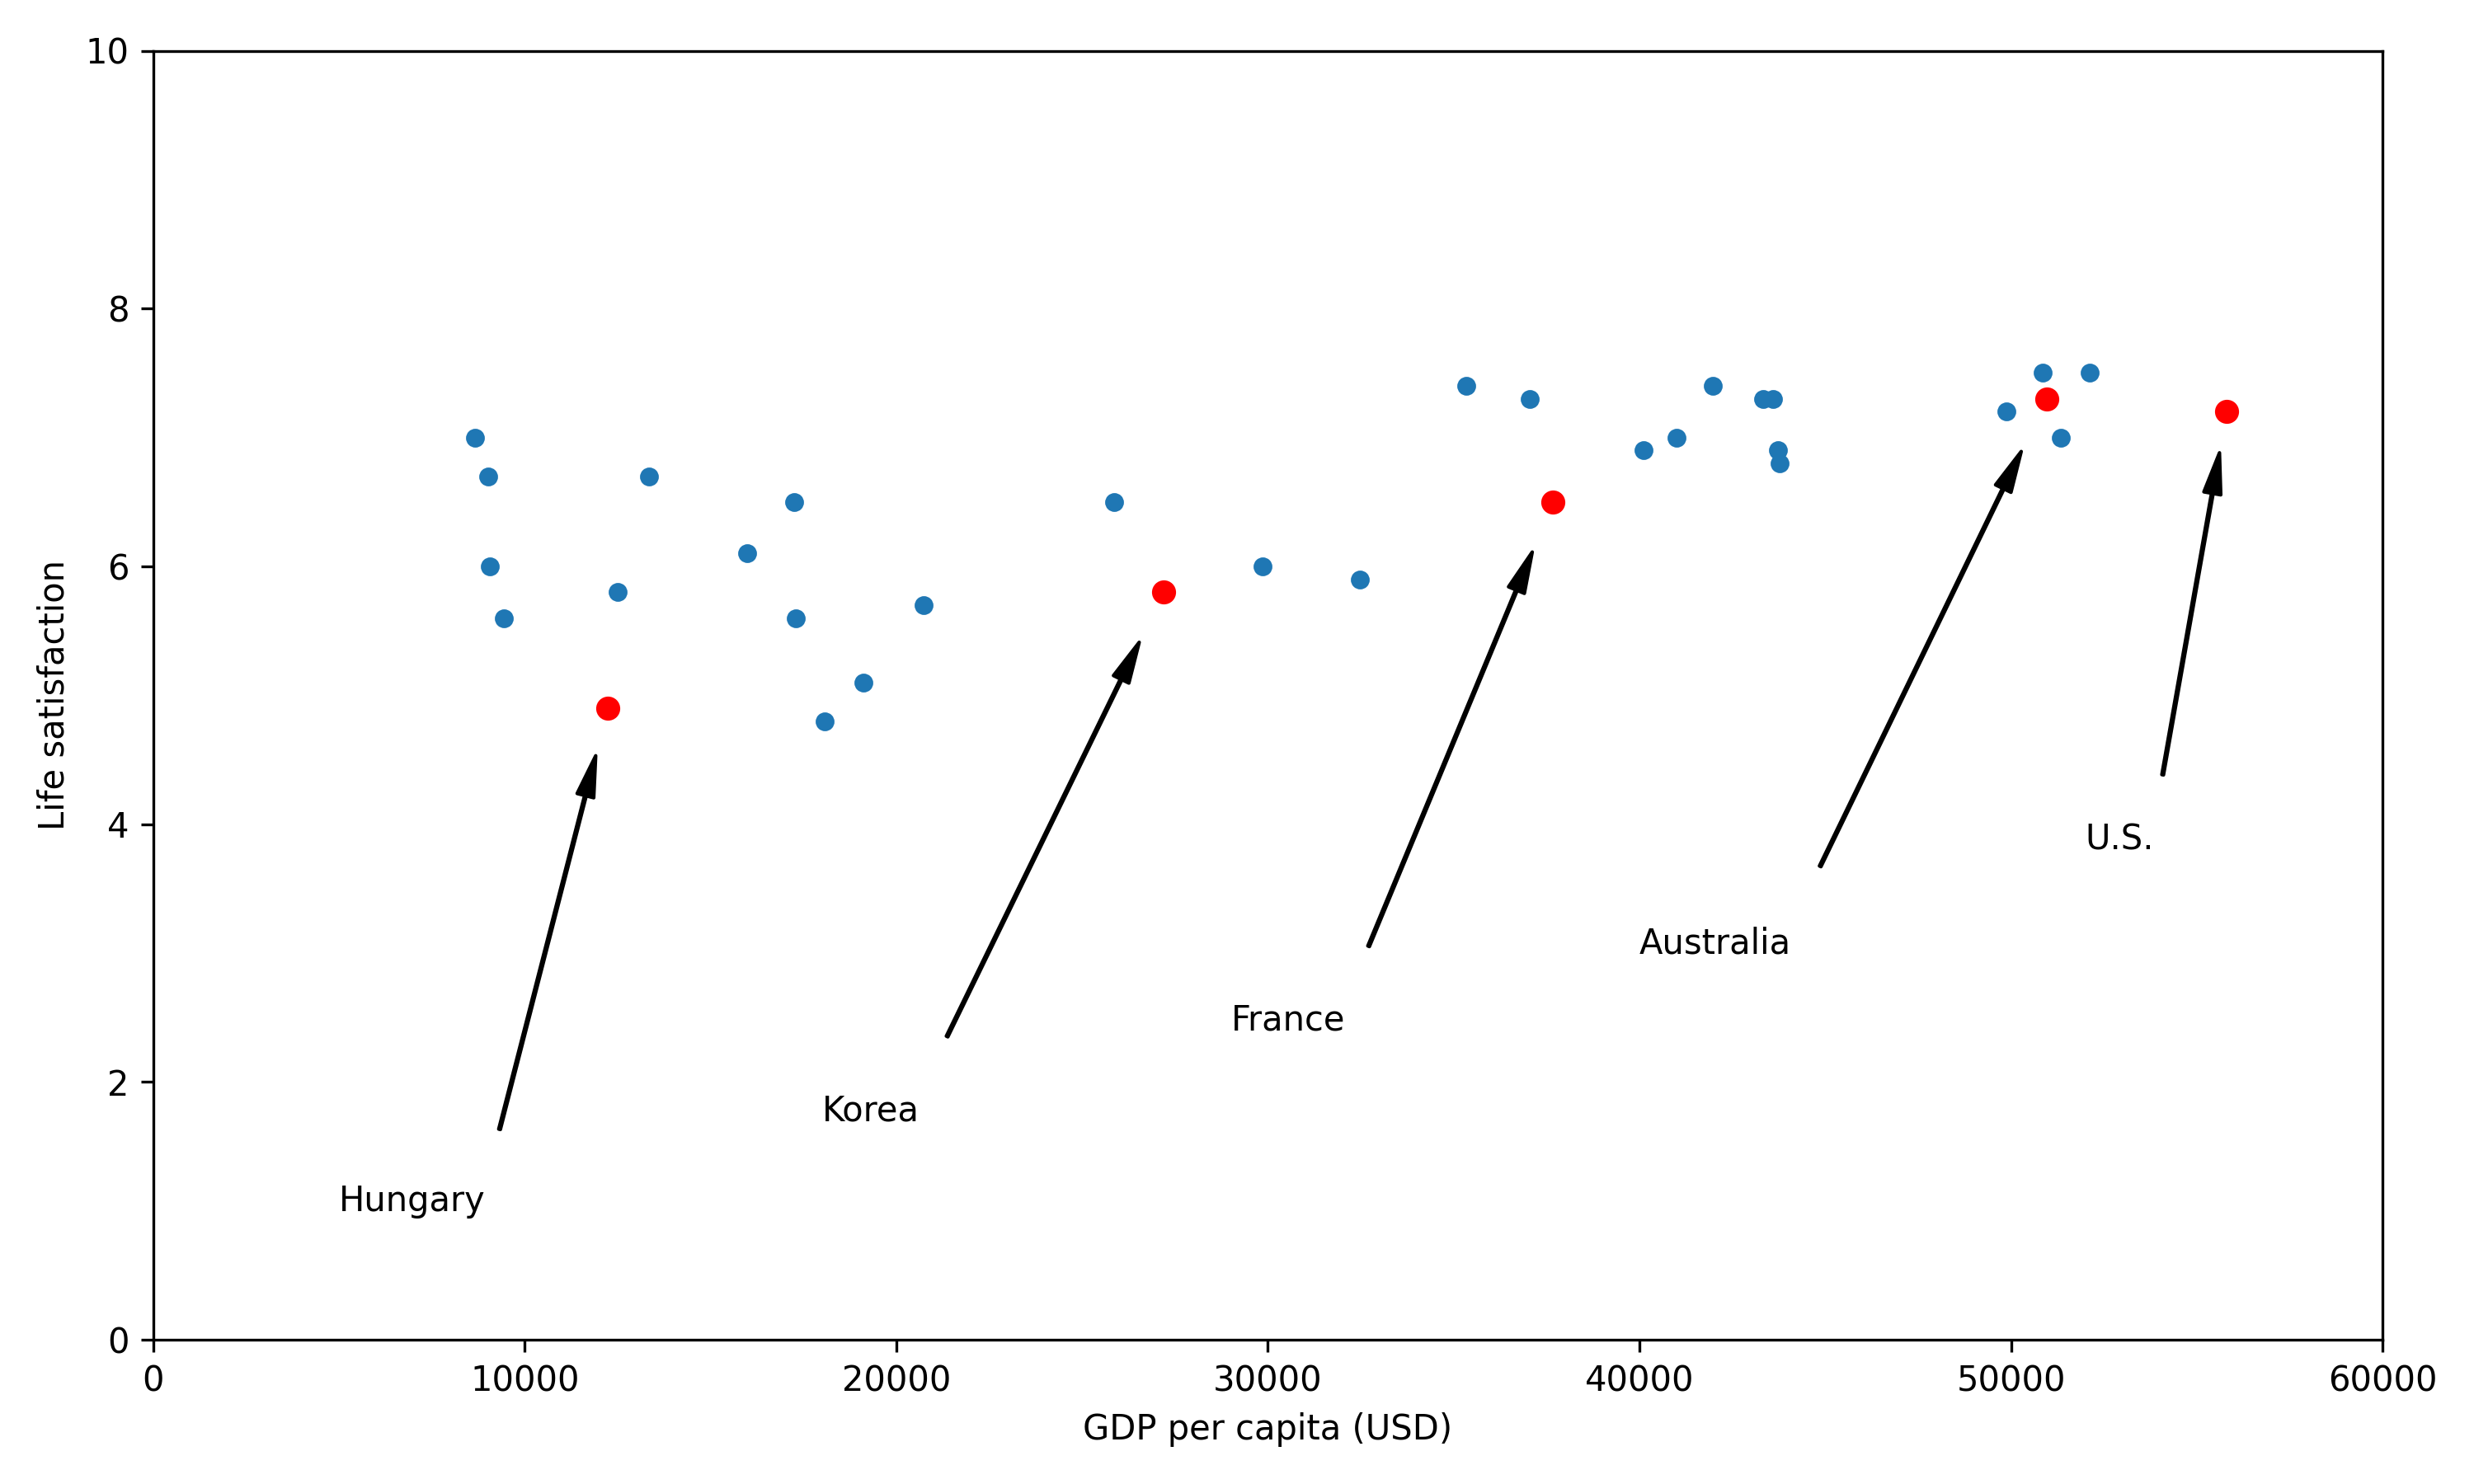 10
8
6
4
2
0
Life satisfaction
U.S.
Australia
France
Korea
Hungary
0 10000 20000 30000 40000 50000 60000
GDP per capita (USD)